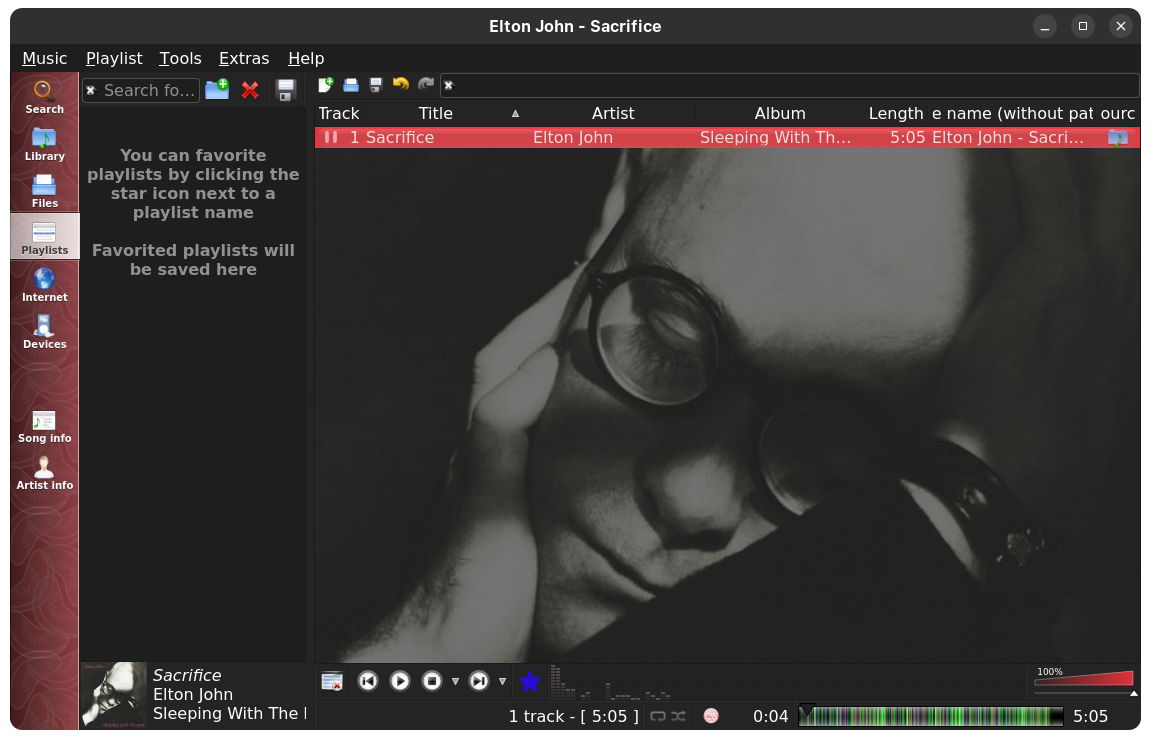 Elton John - Sacrifice
Music Playlist Tools Extras Help
Search
Library
Files
Playlists
Internet
Devices
Song info
Artist info
Search fo...
You can favorite
playlists by clicking the
star icon next to a
playlist name
Favorited playlists will
be saved here
Track Title Artist Album Length e name (without pat ourc
1 Sacrifice Elton John Sleeping With Th... 5:05 Elton John - Sacri...
Sacrifice
Elton John
Sleeping With The
100%
1 track - [ 5:05 ] 0:04 5:05